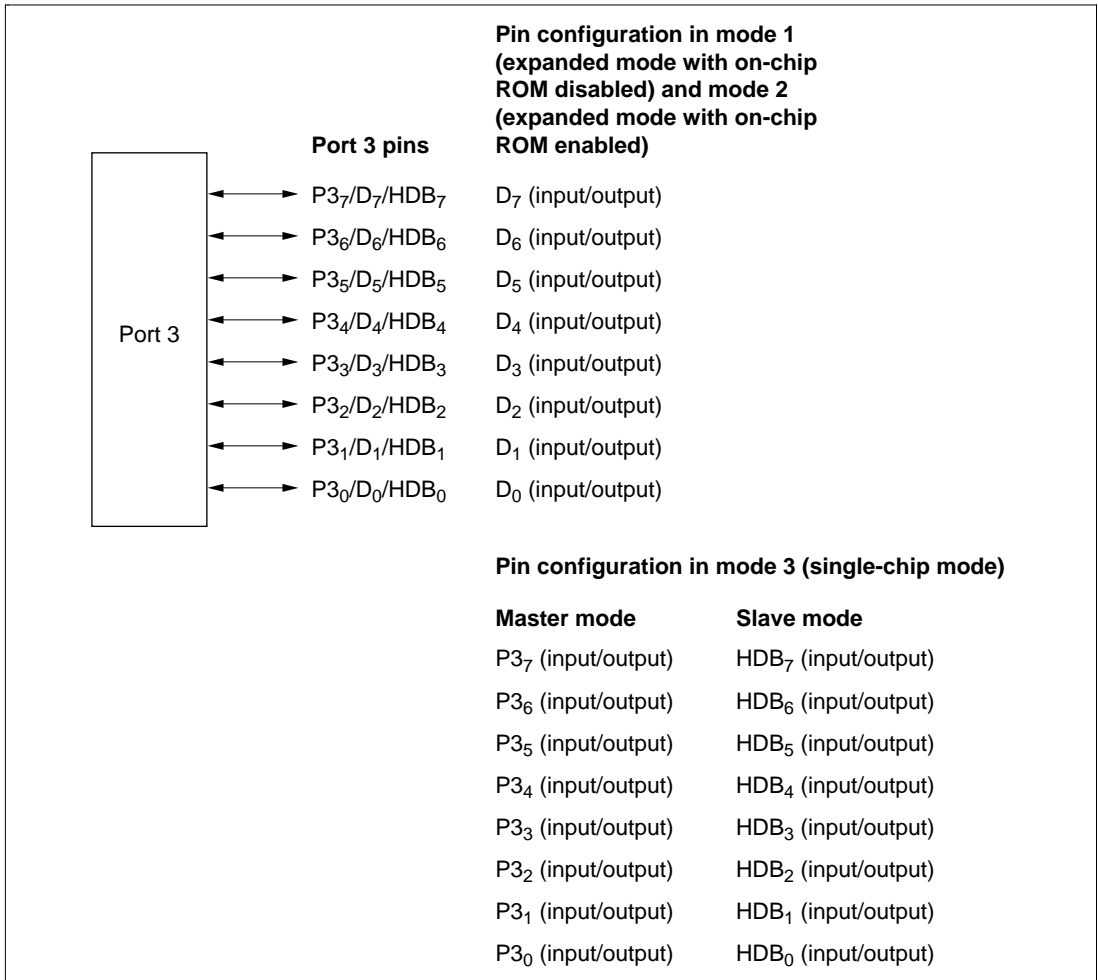 Pin configuration in mode 1
(expanded mode with on-chip
ROM disabled) and mode 2
(expanded mode with on-chip
ROM enabled)
Port 3 pins
Port 3
P3₇/D₇/HDB₇ D₇ (input/output)
P3₆/D₆/HDB₆ D₆ (input/output)
P3₅/D₅/HDB₅ D₅ (input/output)
P3₄/D₄/HDB₄ D₄ (input/output)
P3₃/D₃/HDB₃ D₃ (input/output)
P3₂/D₂/HDB₂ D₂ (input/output)
P3₁/D₁/HDB₁ D₁ (input/output)
P3₀/D₀/HDB₀ D₀ (input/output)
Pin configuration in mode 3 (single-chip mode)
Master mode Slave mode
P3₇ (input/output) HDB₇ (input/output)
P3₆ (input/output) HDB₆ (input/output)
P3₅ (input/output) HDB₅ (input/output)
P3₄ (input/output) HDB₄ (input/output)
P3₃ (input/output) HDB₃ (input/output)
P3₂ (input/output) HDB₂ (input/output)
P3₁ (input/output) HDB₁ (input/output)
P3₀ (input/output) HDB₀ (input/output)